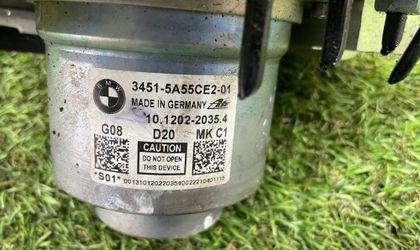 3451-5A55CE2-01
MADE IN GERMANY Ate
10.1202-2035.4
G08 D20 MK C1
CAUTION
DO NOT OPEN
THIS DEVICE
*S01*